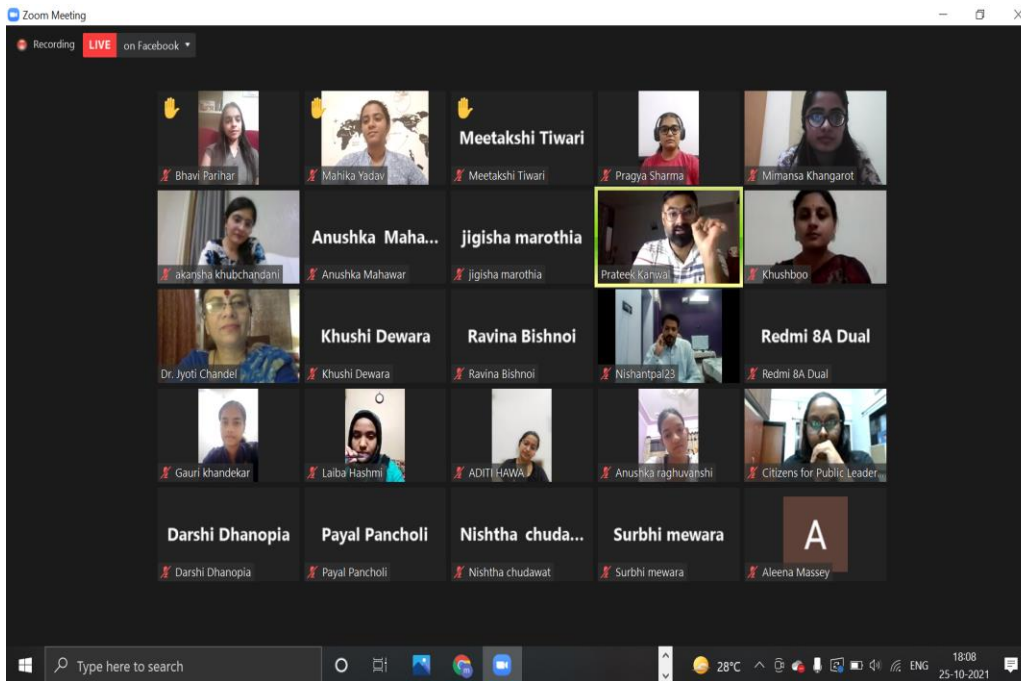 Zoom Meeting
Recording LIVE on Facebook
Bhavi Parihar
Mahika Yadav
Meetakshi Tiwari
Meetakshi Tiwari
Pragya Sharma
Mimansa Khangarot
akansha khubchandani
Anushka Maha...
Anushka Mahawar
jigisha marothia
jigisha marothia
Prateek Kanwal
Khushboo
Dr. Jyoti Chandel
Khushi Dewara
Khushi Dewara
Ravina Bishnoi
Ravina Bishnoi
Nishantpal23
Redmi 8A Dual
Redmi 8A Dual
Gauri khandekar
Laiba Hashmi
ADITI HAWA
Anushka raghuvanshi
Citizens for Public Leader...
Darshi Dhanopia
Darshi Dhanopia
Payal Pancholi
Payal Pancholi
Nishtha chuda...
Nishtha chudawat
Surbhi mewara
Surbhi mewara
A
Aleena Massey
Type here to search
28°C
ENG
18:08
25-10-2021